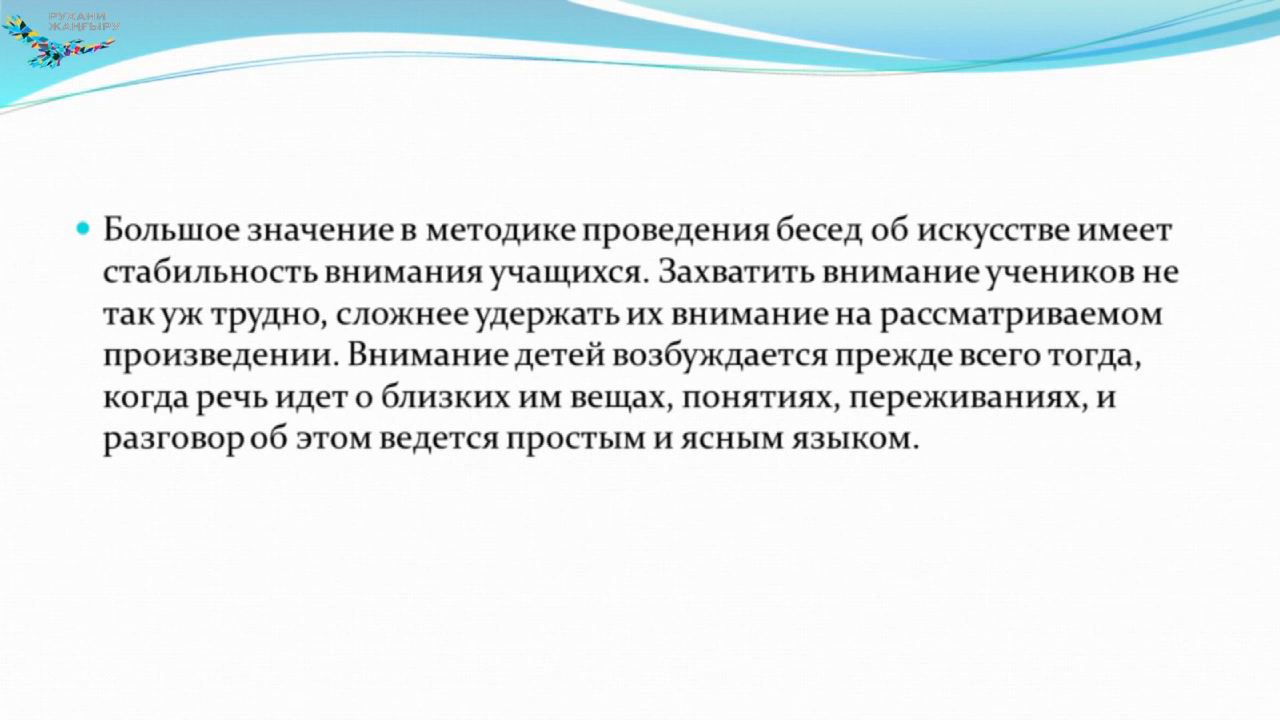 РУХАНИ
ЖАҢҒЫРУ
Большое значение в методике проведения бесед об искусстве имеет
стабильность внимания учащихся. Захватить внимание учеников не
так уж трудно, сложнее удержать их внимание на рассматриваемом
произведении. Внимание детей возбуждается прежде всего тогда,
когда речь идет о близких им вещах, понятиях, переживаниях, и
разговор об этом ведется простым и ясным языком.